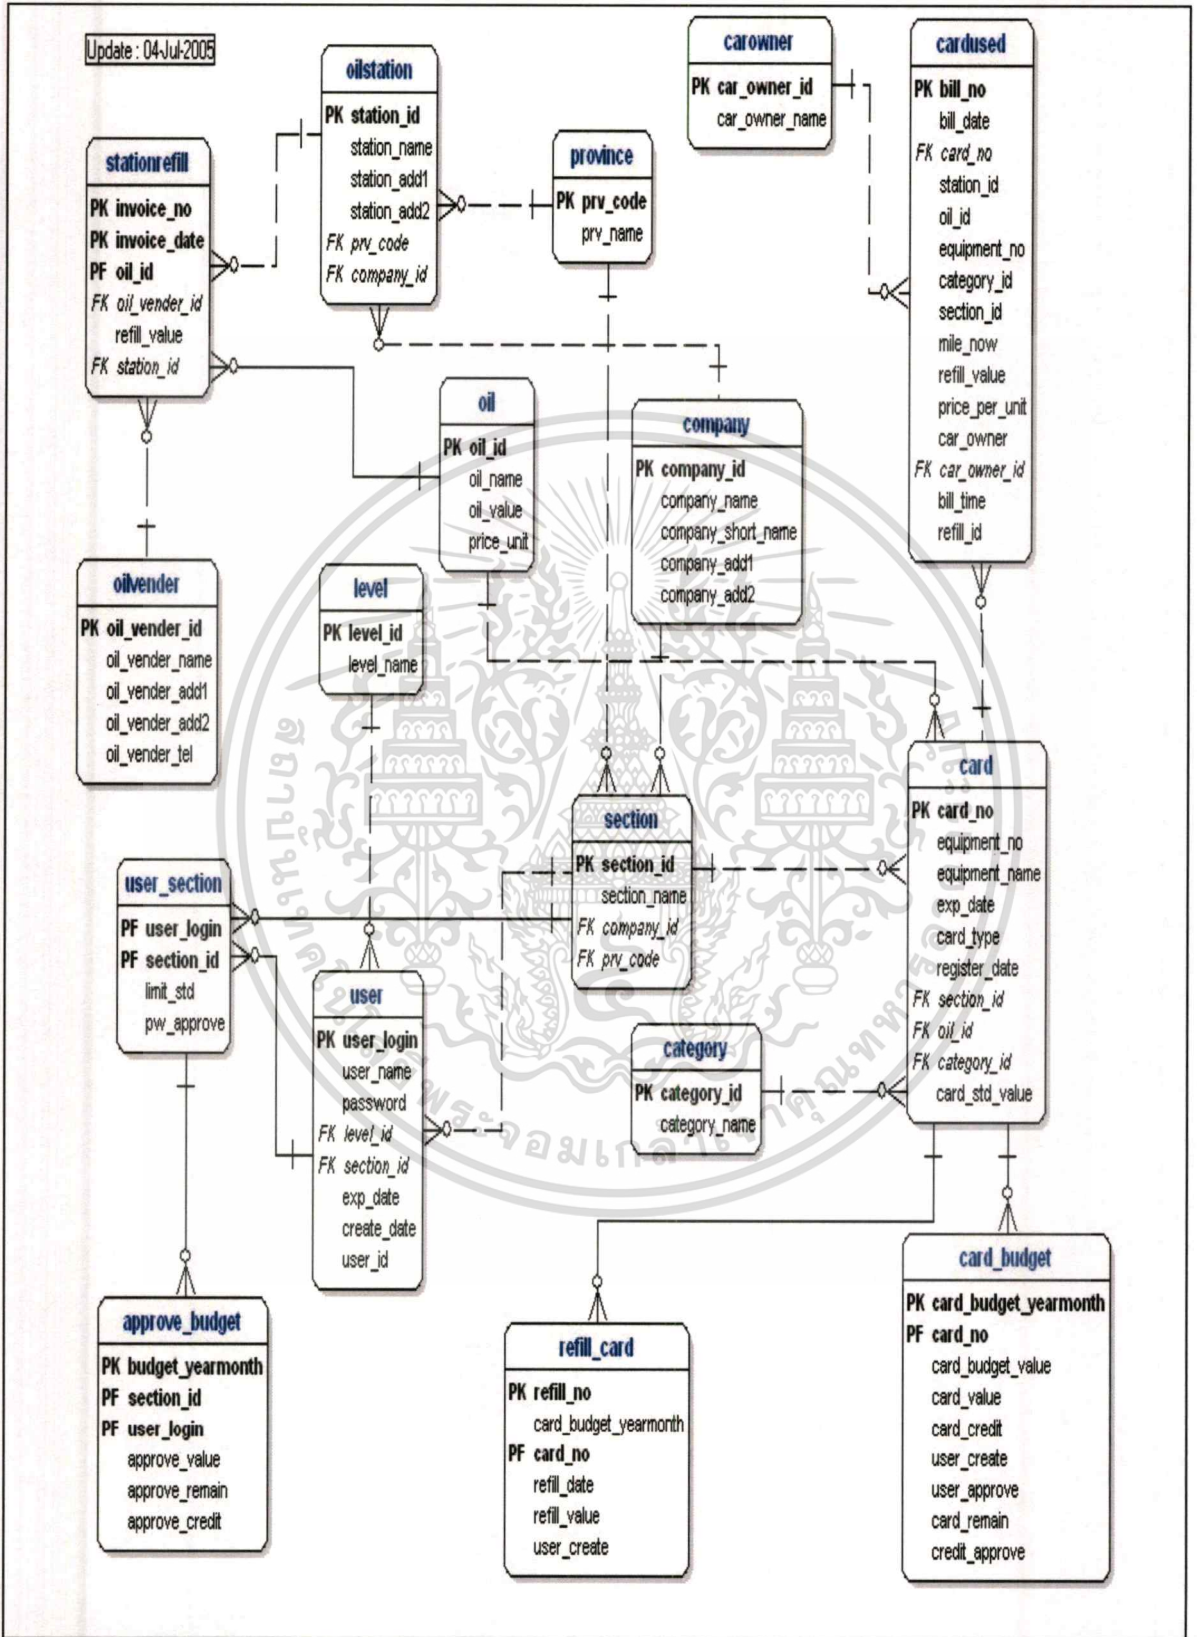 Update : 04-Jul-2005
oilstation
PK station_id
station_name
station_add1
station_add2
FK prv_code
FK company_id
carowner
PK car_owner_id
car_owner_name
cardused
PK bill_no
bill_date
FK card_no
station_id
oil_id
equipment_no
category_id
section_id
mile_now
refill_value
price_per_unit
car_owner
FK car_owner_id
bill_time
refill_id
stationrefill
PK invoice_no
PK invoice_date
PF oil_id
FK oil_vender_id
refill_value
FK station_id
province
PK prv_code
prv_name
oil
PK oil_id
oil_name
oil_value
price_unit
company
PK company_id
company_name
company_short_name
company_add1
company_add2
oilvender
PK oil_vender_id
oil_vender_name
oil_vender_add1
oil_vender_add2
oil_vender_tel
level
PK level_id
level_name
card
PK card_no
equipment_no
equipment_name
exp_date
card_type
register_date
FK section_id
FK oil_id
FK category_id
card_std_value
section
PK section_id
section_name
FK company_id
FK prv_code
user_section
PF user_login
PF section_id
limit_std
pw_approve
user
PK user_login
user_name
password
FK level_id
FK section_id
exp_date
create_date
user_id
category
PK category_id
category_name
approve_budget
PK budget_yearmonth
PF section_id
PF user_login
approve_value
approve_remain
approve_credit
refill_card
PK refill_no
card_budget_yearmonth
PF card_no
refill_date
refill_value
user_create
card_budget
PK card_budget_yearmonth
PF card_no
card_budget_value
card_value
card_credit
user_create
user_approve
card_remain
credit_approve